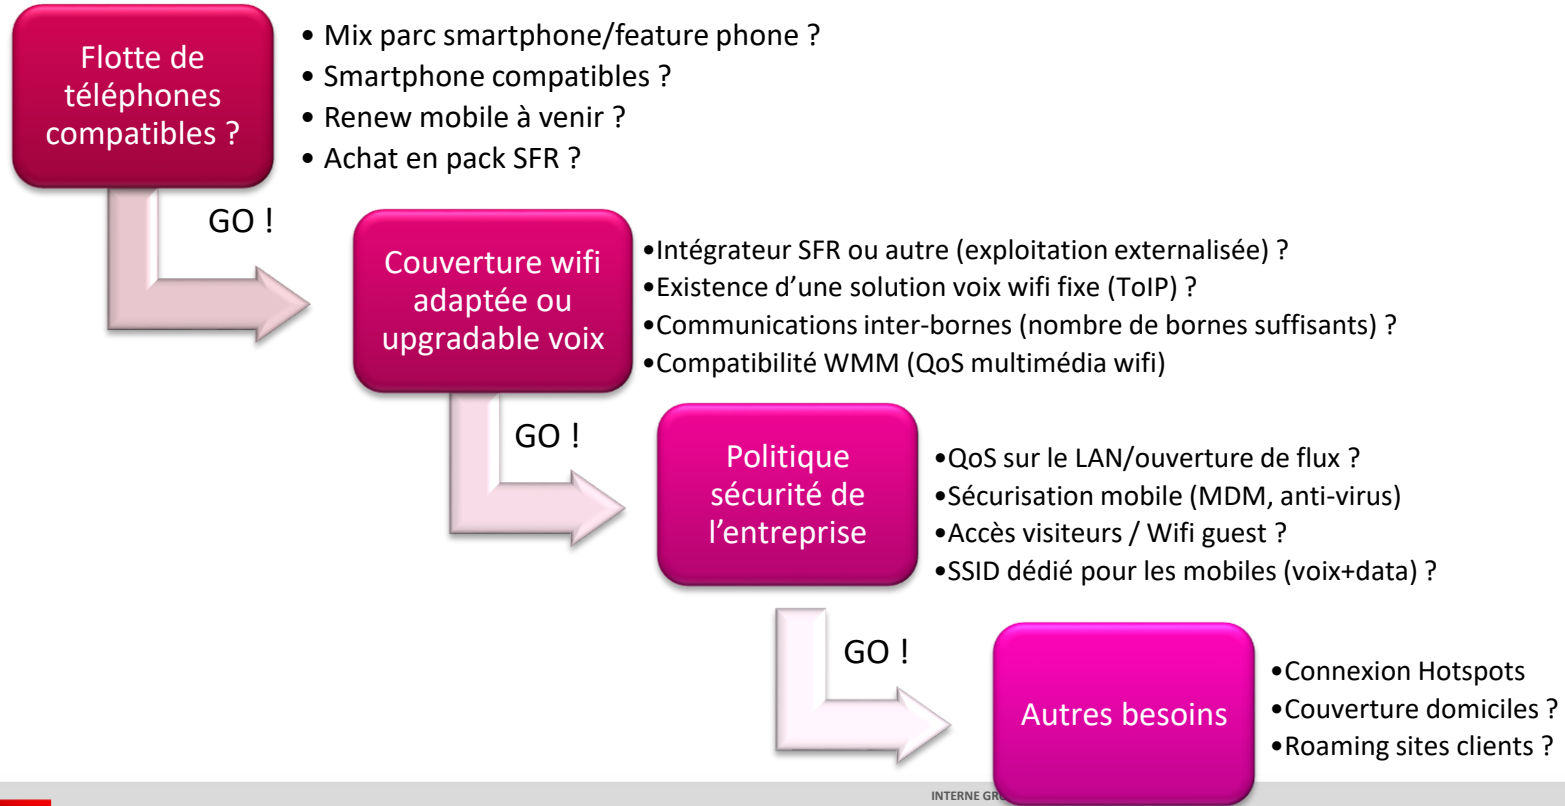 Flotte de
téléphones
compatibles ?
• Mix parc smartphone/feature phone ?
• Smartphone compatibles ?
• Renew mobile à venir ?
• Achat en pack SFR ?
GO !
Couverture wifi
adaptée ou
upgradable voix
•Intégrateur SFR ou autre (exploitation externalisée) ?
•Existence d’une solution voix wifi fixe (ToIP) ?
•Communications inter-bornes (nombre de bornes suffisants) ?
•Compatibilité WMM (QoS multimédia wifi)
GO !
Politique
sécurité de
l’entreprise
•QoS sur le LAN/ouverture de flux ?
•Sécurisation mobile (MDM, anti-virus)
•Accès visiteurs / Wifi guest ?
•SSID dédié pour les mobiles (voix+data) ?
GO !
Autres besoins
•Connexion Hotspots
•Couverture domiciles ?
•Roaming sites clients ?
INTERNE